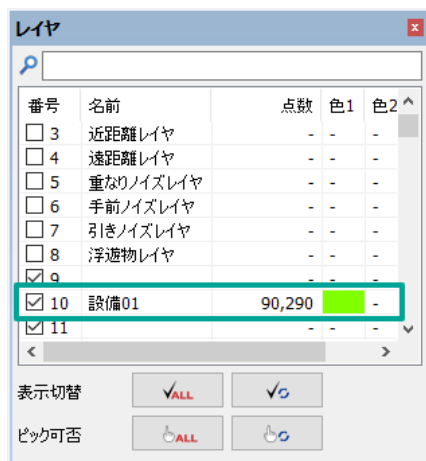 レイヤ
番号 名前 点数 色1 色2
3 近距離レイヤ - - -
4 遠距離レイヤ - - -
5 重なりノイズレイヤ - - -
6 手前ノイズレイヤ - - -
7 引きノイズレイヤ - - -
8 浮遊物レイヤ - - -
9 - - -
10 設備01 90,290 -
11 - - -
表示切替 ALL
ピック可否 ALL